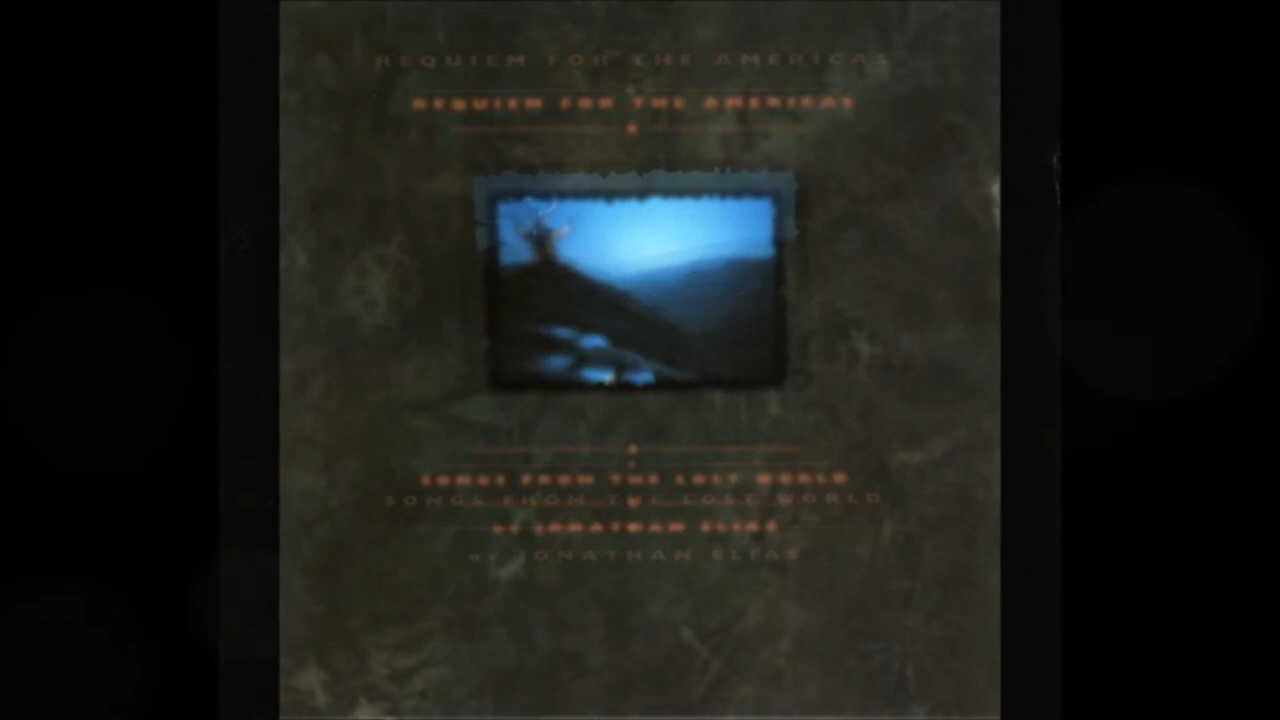 REQUIEM FOR THE AMERICAS
REQUIEM FOR THE AMERICAS
SONGS FROM THE LOST WORLD
SONGS FROM THE LOST WORLD
BY JONATHAN ELIAS
BY JONATHAN ELIAS